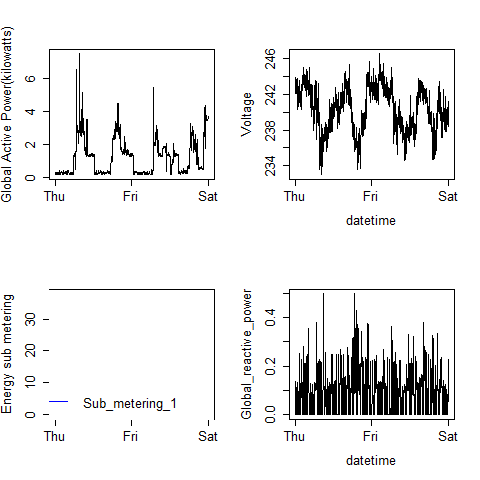 Global Active Power(kilowatts)
6
4
2
0
Thu Fri Sat
Voltage
246
242
238
234
Thu Fri Sat
datetime
Energy sub metering
30
20
10
0
Sub_metering_1
Thu Fri Sat
Global_reactive_power
0.4
0.2
0.0
Thu Fri Sat
datetime